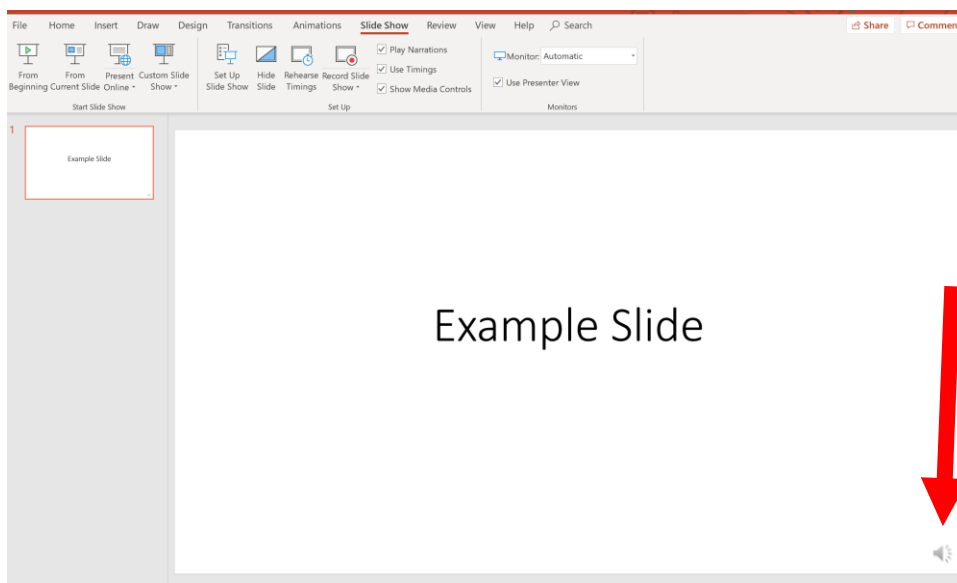 File Home Insert Draw Design Transitions Animations Slide Show Review View Help Search Share Commen
From Beginning
From Current Slide
Present Online
Custom Slide Show
Set Up Slide Show
Hide Slide
Rehearse Timings
Record Slide Show
Play Narrations
Use Timings
Show Media Controls
Monitor: Automatic
Use Presenter View
Start Slide Show Set Up Monitors
1
Example Slide
Example Slide